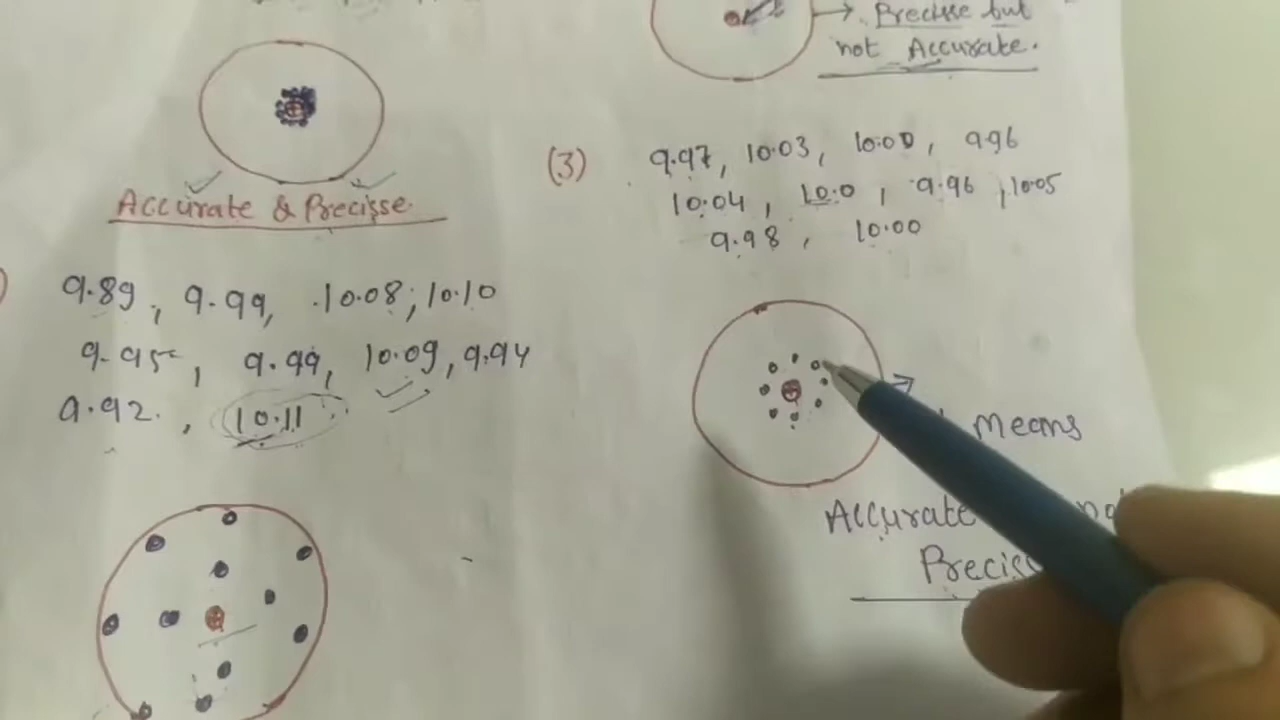 Accurate & Precisse.
9.89, 9.99, 10.08, 10.10
9.95, 9.99, 10.09, 9.94
9.92, 10.11
Precisse but
not Accurate.
(3) 9.97, 10.03, 10.00, 9.96
10.04, 10.0, 9.96, 10.05
9.98, 10.00
Means
Accurate